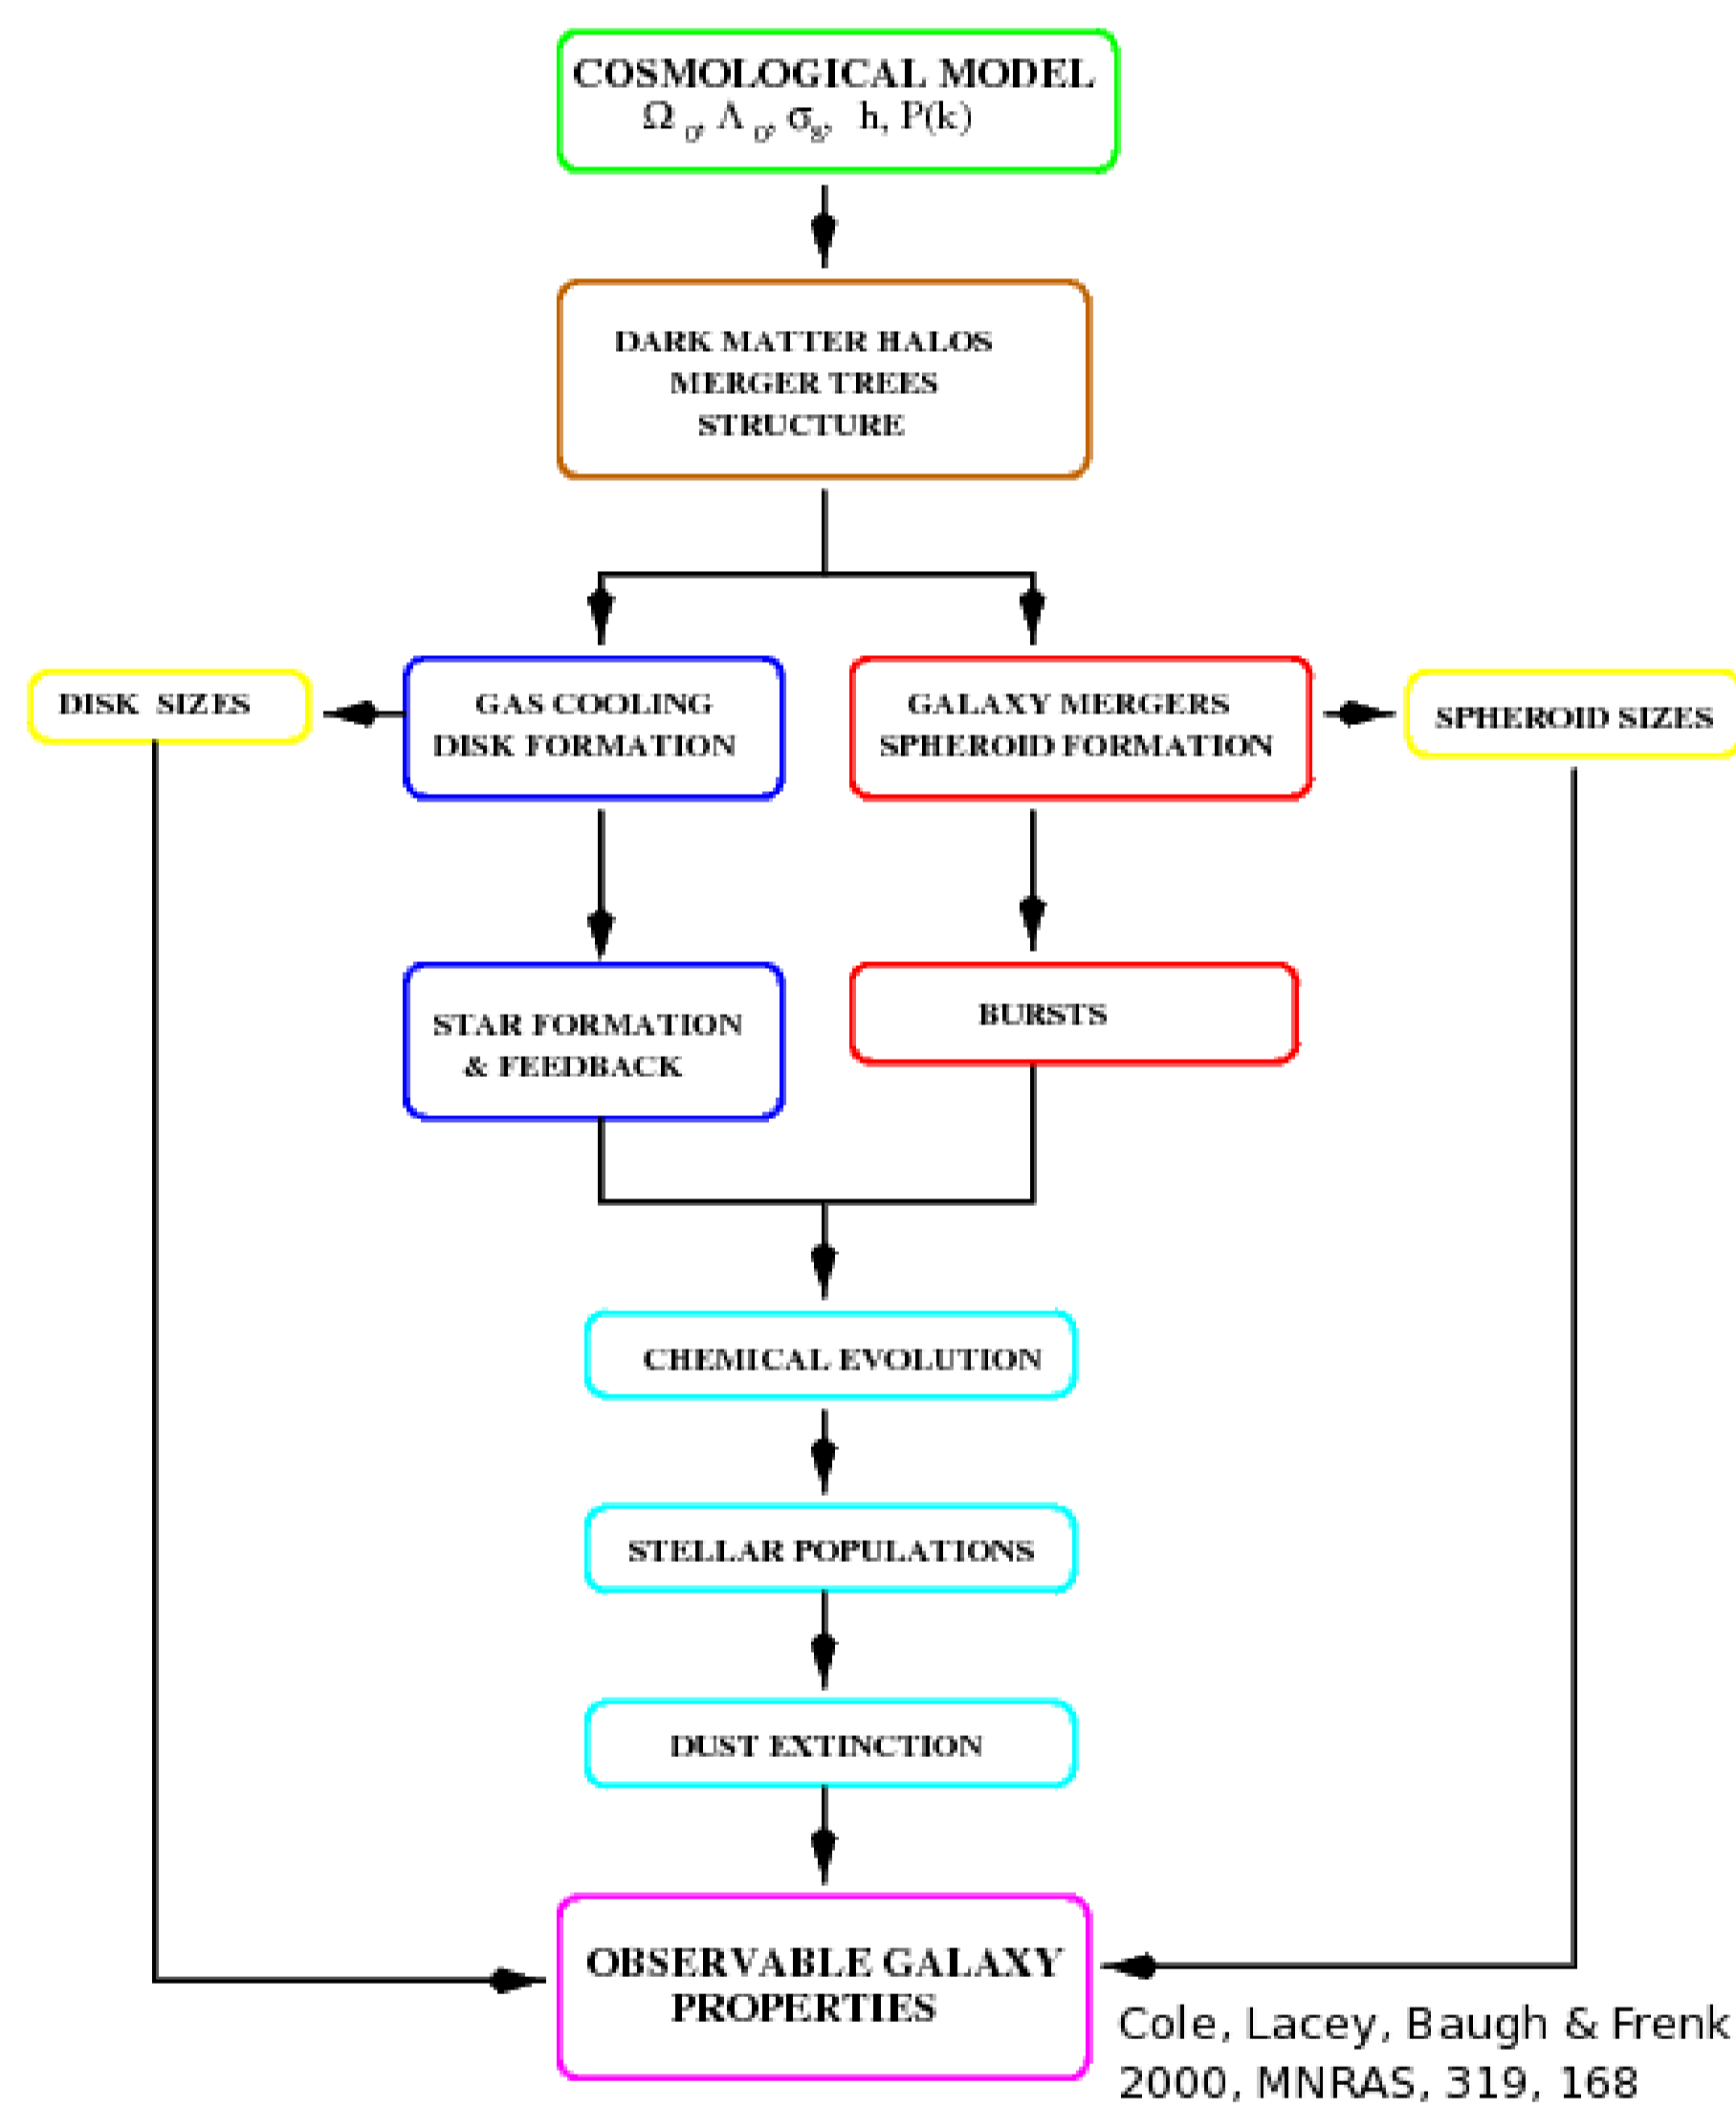 COSMOLOGICAL MODEL
Ω₀, Λ₀, σ₈, h, P(k)
DARK MATTER HALOS
MERGER TREES
STRUCTURE
DISK SIZES
GAS COOLING
DISK FORMATION
GALAXY MERGERS
SPHEROID FORMATION
SPHEROID SIZES
STAR FORMATION
& FEEDBACK
BURSTS
CHEMICAL EVOLUTION
STELLAR POPULATIONS
DUST EXTINCTION
OBSERVABLE GALAXY
PROPERTIES
Cole, Lacey, Baugh & Frenk
2000, MNRAS, 319, 168